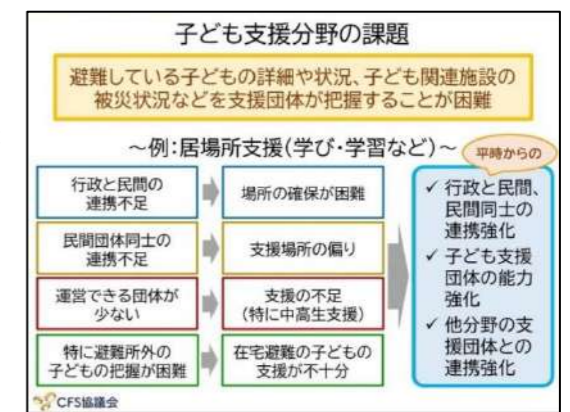 子ども支援分野の課題
避難している子どもの詳細や状況、子ども関連施設の
被災状況などを支援団体が把握することが困難
～例：居場所支援（学び・学習など）～
平時からの
行政と民間の
連携不足
場所の確保が困難
民間団体同士の
連携不足
支援場所の偏り
運営できる団体が
少ない
支援の不足
（特に中高生支援）
特に避難所外の
子どもの把握が困難
在宅避難の子どもの
支援が不十分
✓ 行政と民間、
民間同士の
連携強化
✓ 子ども支援
団体の能力
強化
✓ 他分野の支
援団体との
連携強化
CFS協議会